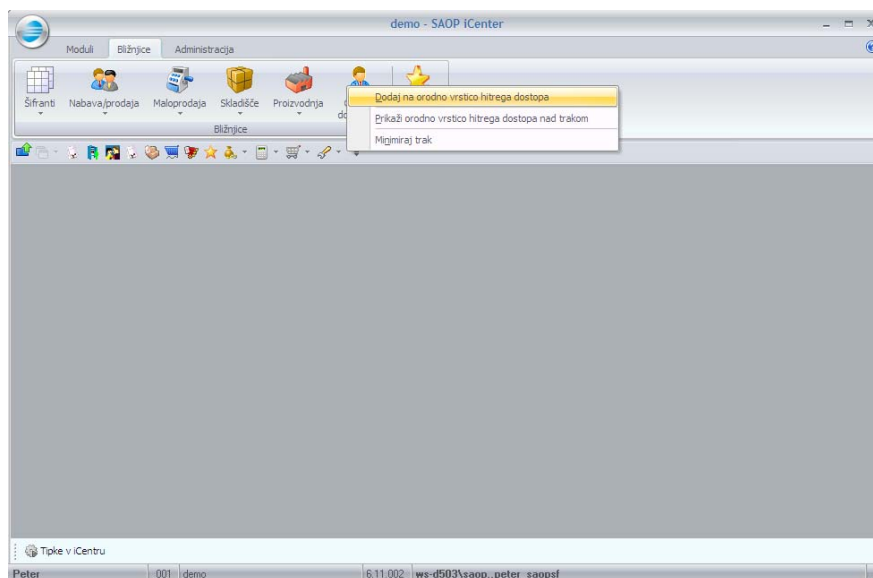 demo - SAOP iCenter
Moduli Bližnjice Administracija
Šifranti Nabava/prodaja Maloprodaja Skladišče Proizvodnja
Bližnjice
Dodaj na orodno vrstico hitrega dostopa
Prikaži orodno vrstico hitrega dostopa nad trakom
Minimiraj trak
Tipke v iCentru
Peter 001 demo 6.11.002 ws-d503\saop..peter_saopsf